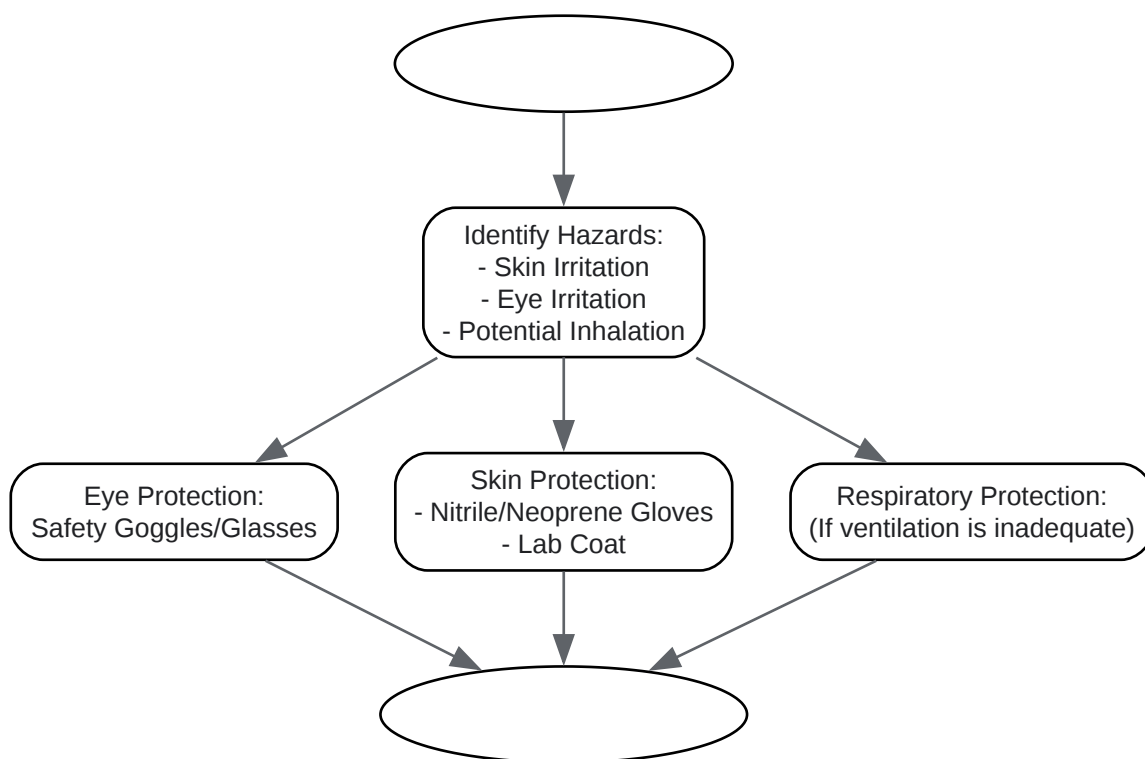 Identify Hazards:
- Skin Irritation
- Eye Irritation
- Potential Inhalation
Eye Protection:
Safety Goggles/Glasses
Skin Protection:
- Nitrile/Neoprene Gloves
- Lab Coat
Respiratory Protection:
(If ventilation is inadequate)